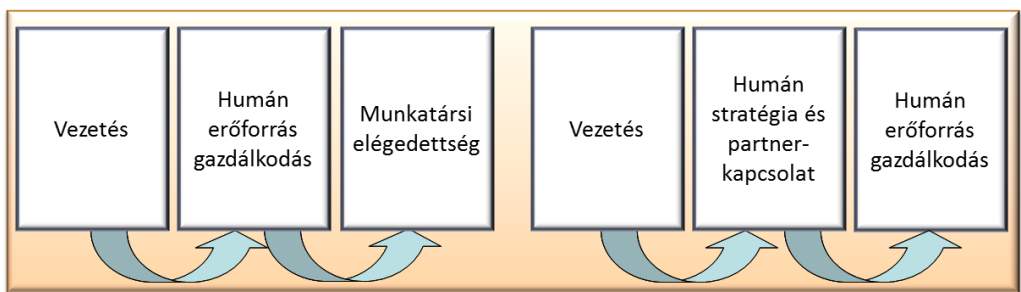 Vezetés
Humán
erőforrás
gazdálkodás
Munkatársi
elégedettség
Vezetés
Humán
stratégia és
partner-
kapcsolat
Humán
erőforrás
gazdálkodás